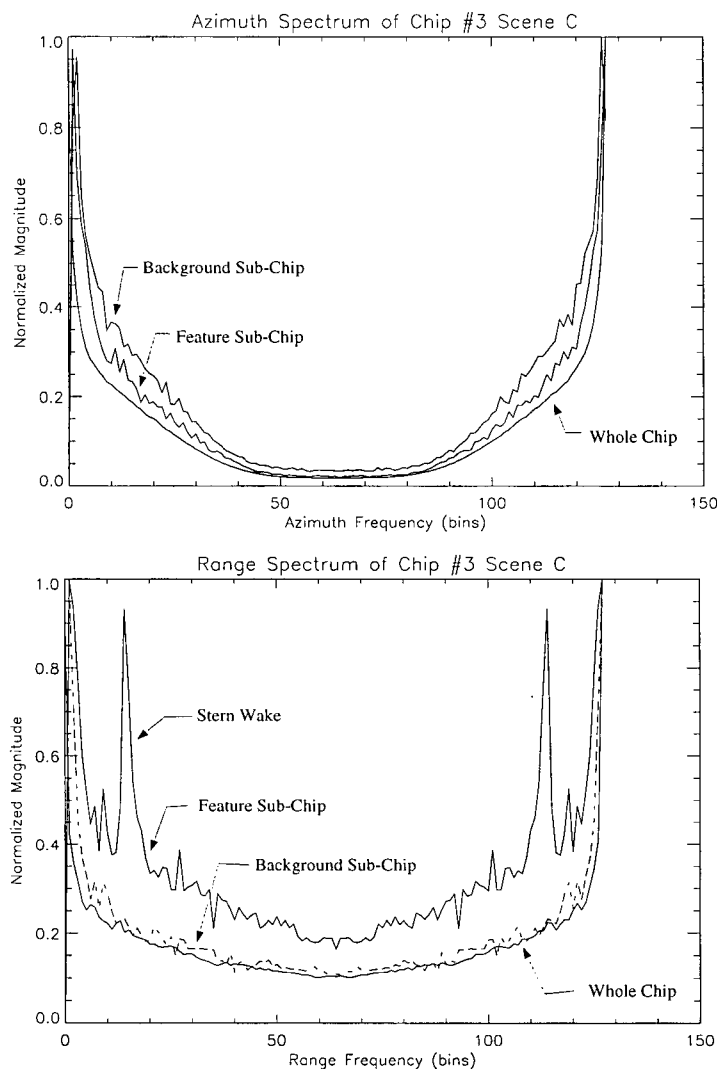 Azimuth Spectrum of Chip #3 Scene C
1.0
0.8
0.6
0.4
0.2
0.0
Normalized Magnitude
Background Sub-Chip
Feature Sub-Chip
Whole Chip
0
50
100
150
Azimuth Frequency (bins)
Range Spectrum of Chip #3 Scene C
1.0
0.8
0.6
0.4
0.2
0.0
Normalized Magnitude
Stern Wake
Feature Sub-Chip
Background Sub-Chip
Whole Chip
0
50
100
150
Range Frequency (bins)